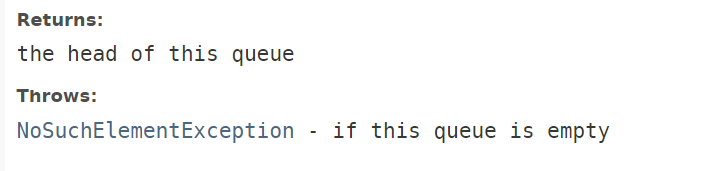 Returns:
the head of this queue
Throws:
NoSuchElementException - if this queue is empty